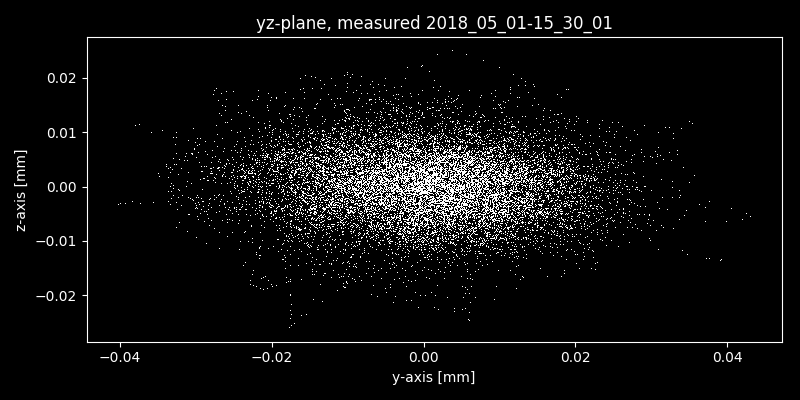 yz-plane, measured 2018_05_01-15_30_01
z-axis [mm]
0.02
0.01
0.00
−0.01
−0.02
−0.04 −0.02 0.00 0.02 0.04
y-axis [mm]